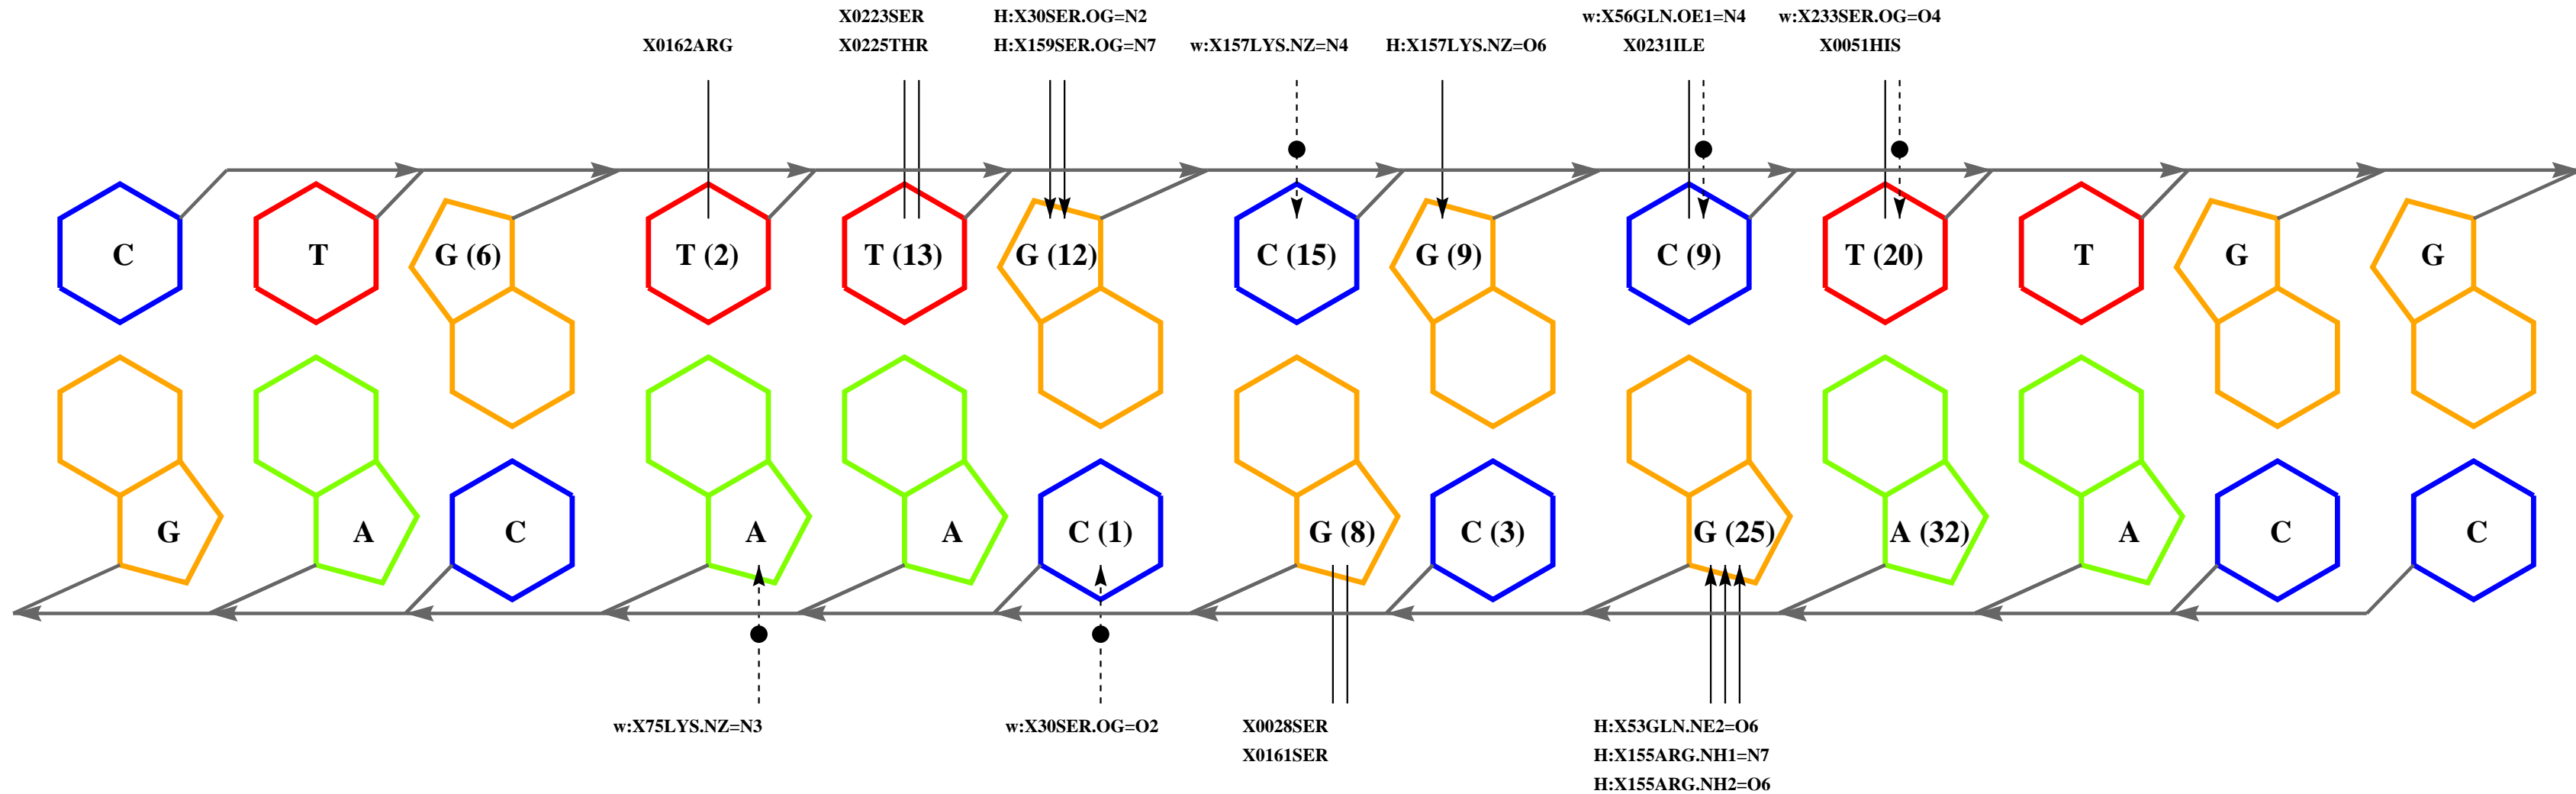 X0223SER H:X30SER.OG=N2 w:X56GLN.OE1=N4 w:X233SER.OG=O4
X0162ARG X0225THR H:X159SER.OG=N7 w:X157LYS.NZ=N4 H:X157LYS.NZ=O6 X0231ILE X0051HIS
C T G (6) T (2) T (13) G (12) C (15) G (9) C (9) T (20) T G G
G A C A A C (1) G (8) C (3) G (25) A (32) A C C
w:X75LYS.NZ=N3 w:X30SER.OG=O2 X0028SER H:X53GLN.NE2=O6
X0161SER H:X155ARG.NH1=N7
H:X155ARG.NH2=O6